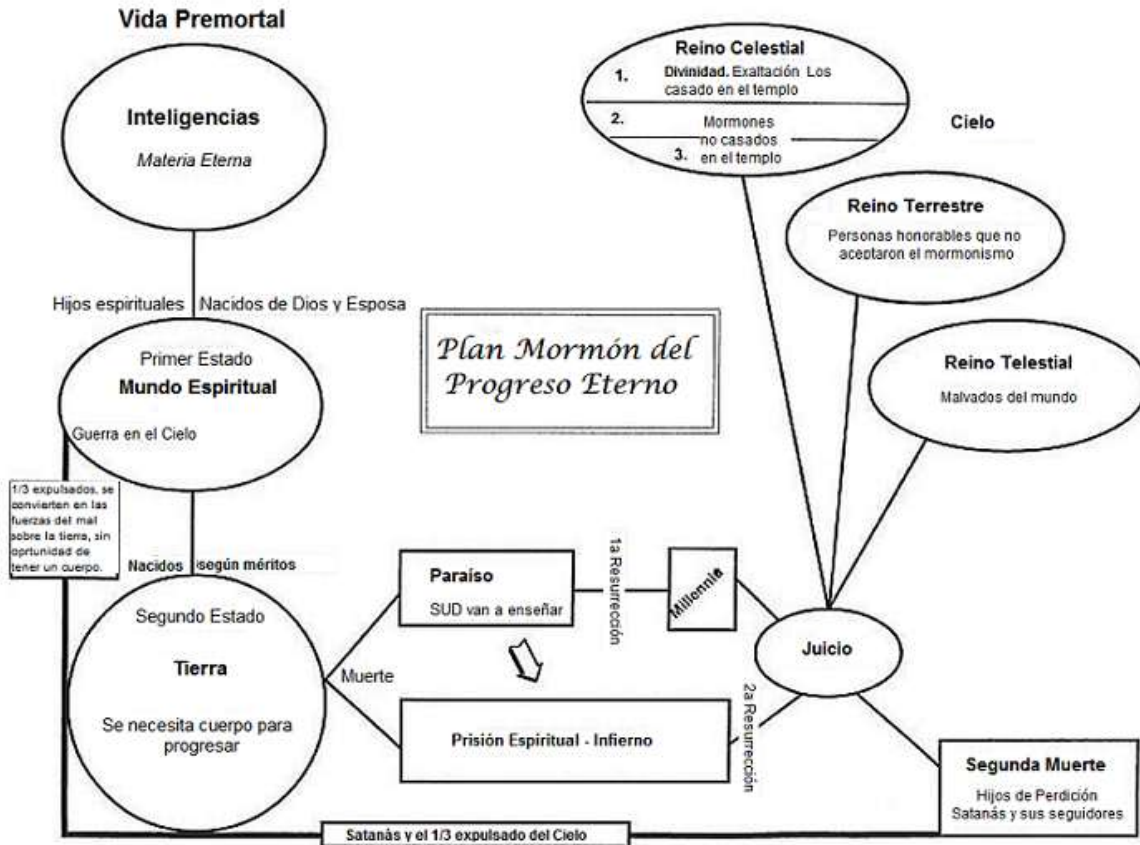 Vida Premortal
Inteligencias
Materia Eterna
Hijos espirituales
Nacidos de Dios y Esposa
Primer Estado
Mundo Espiritual
Guerra en el Cielo
1/3 expulsados, se
convierten en las
fuerzas del mal
sobre la tierra, sin
oprtunidad de
tener un cuerpo.
Nacidos
según méritos
Segundo Estado
Tierra
Se necesita cuerpo para
progresar
Muerte
Plan Mormón del
Progreso Eterno
Paraíso
SUD van a enseñar
Prisión Espiritual - Infierno
1a Resurrección
Millennia
2a Resurrección
Juicio
Reino Celestial
1. Divinidad. Exaltación Los
casado en el templo
2. Mormones
no casados
3. en el templo
Cielo
Reino Terrestre
Personas honorables que no
aceptaron el mormonismo
Reino Telestial
Malvados del mundo
Segunda Muerte
Hijos de Perdición
Satanás y sus seguidores
Satanás y el 1/3 expulsado del Cielo